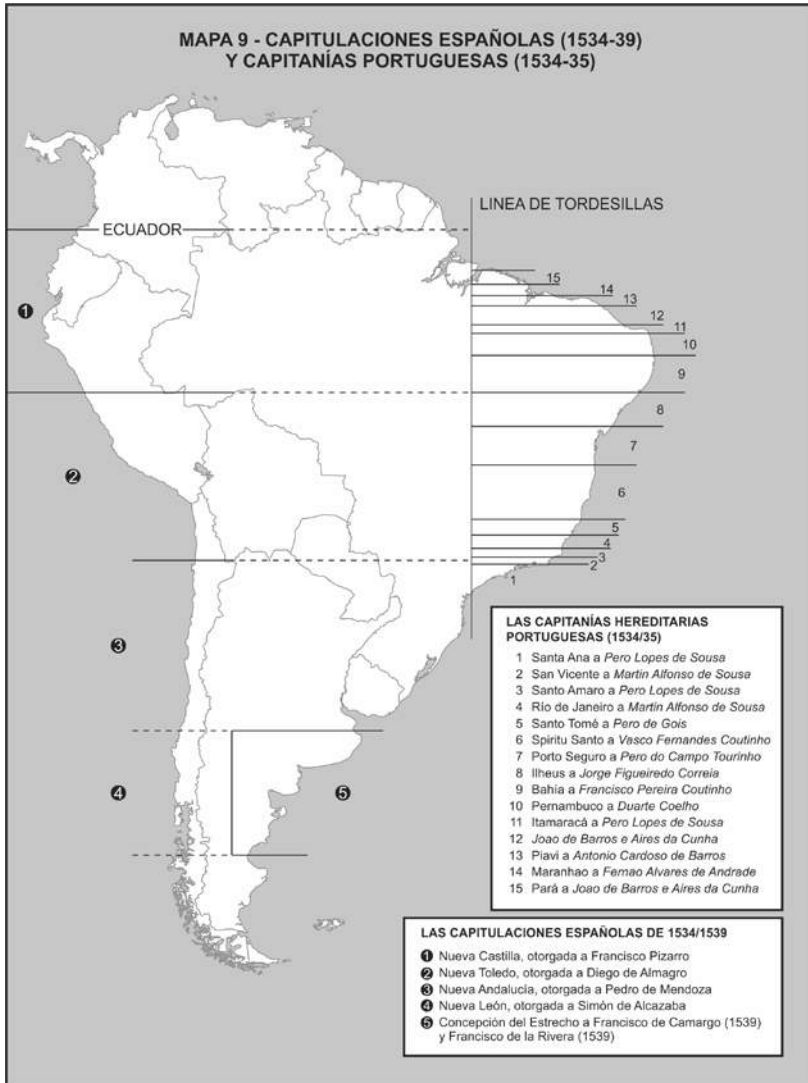 MAPA 9 - CAPITULACIONES ESPAÑOLAS (1534-39)
Y CAPITANÍAS PORTUGUESAS (1534-35)
LINEA DE TORDESILLAS
ECUADOR
15
14
13
12
11
10
9
8
7
6
5
4
3
2
1
❶
❷
❸
❹
❺
LAS CAPITANÍAS HEREDITARIAS
PORTUGUESAS (1534/35)
1 Santa Ana a Pero Lopes de Sousa
2 San Vicente a Martin Alfonso de Sousa
3 Santo Amaro a Pero Lopes de Sousa
4 Río de Janeiro a Martin Alfonso de Sousa
5 Santo Tomé a Pero de Gois
6 Spiritu Santo a Vasco Fernandes Coutinho
7 Porto Seguro a Pero do Campo Tourinho
8 Ilheus a Jorge Figueiredo Correia
9 Bahia a Francisco Pereira Coutinho
10 Pernambuco a Duarte Coelho
11 Itamaracá a Pero Lopes de Sousa
12 Joao de Barros e Aires da Cunha
13 Piavi a Antonio Cardoso de Barros
14 Maranhao a Fernao Alvares de Andrade
15 Pará a Joao de Barros e Aires da Cunha
LAS CAPITULACIONES ESPAÑOLAS DE 1534/1539
❶ Nueva Castilla, otorgada a Francisco Pizarro
❷ Nueva Toledo, otorgada a Diego de Almagro
❸ Nueva Andalucía, otorgada a Pedro de Mendoza
❹ Nueva León, otorgada a Simón de Alcazaba
❺ Concepción del Estrecho a Francisco de Camargo (1539)
y Francisco de la Rivera (1539)